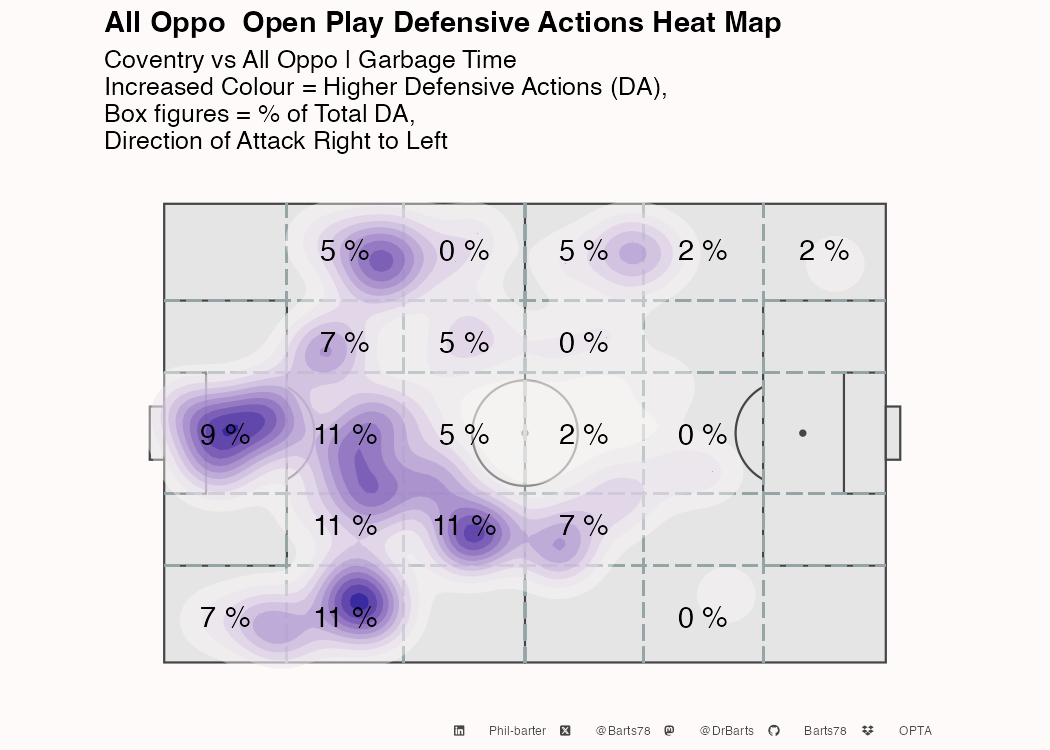 All Oppo  Open Play Defensive Actions Heat Map
Coventry vs All Oppo | Garbage Time
Increased Colour = Higher Defensive Actions (DA),
Box figures = % of Total DA,
Direction of Attack Right to Left
5 % 0 % 5 % 2 % 2 %
7 % 5 % 0 %
9 % 11 % 5 % 2 % 0 %
11 % 11 % 7 %
7 % 11 % 0 %
Phil-barter @Barts78 @DrBarts Barts78 OPTA